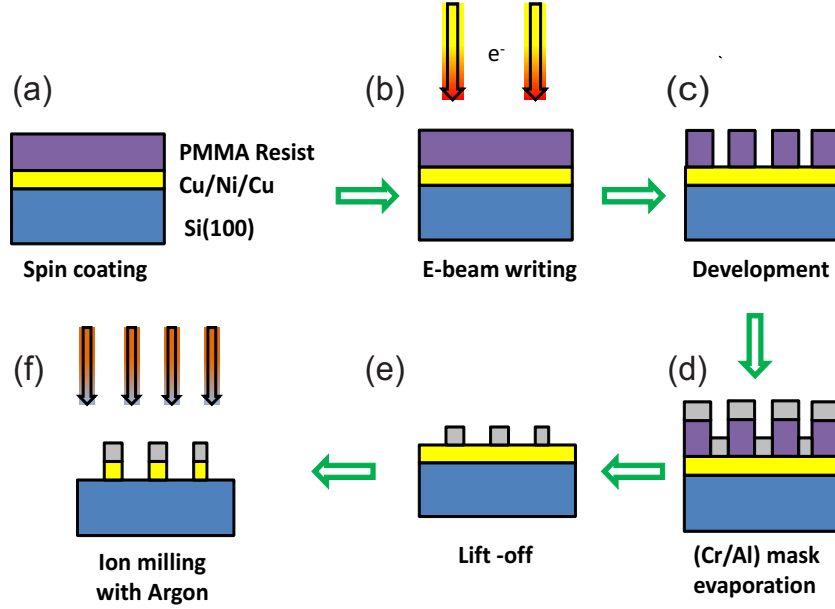 (a)
PMMA Resist
Cu/Ni/Cu
Si(100)
Spin coating
(b)
e-
E-beam writing
(c)
`
Development
(d)
(Cr/Al) mask
evaporation
(e)
Lift -off
(f)
Ion milling
with Argon